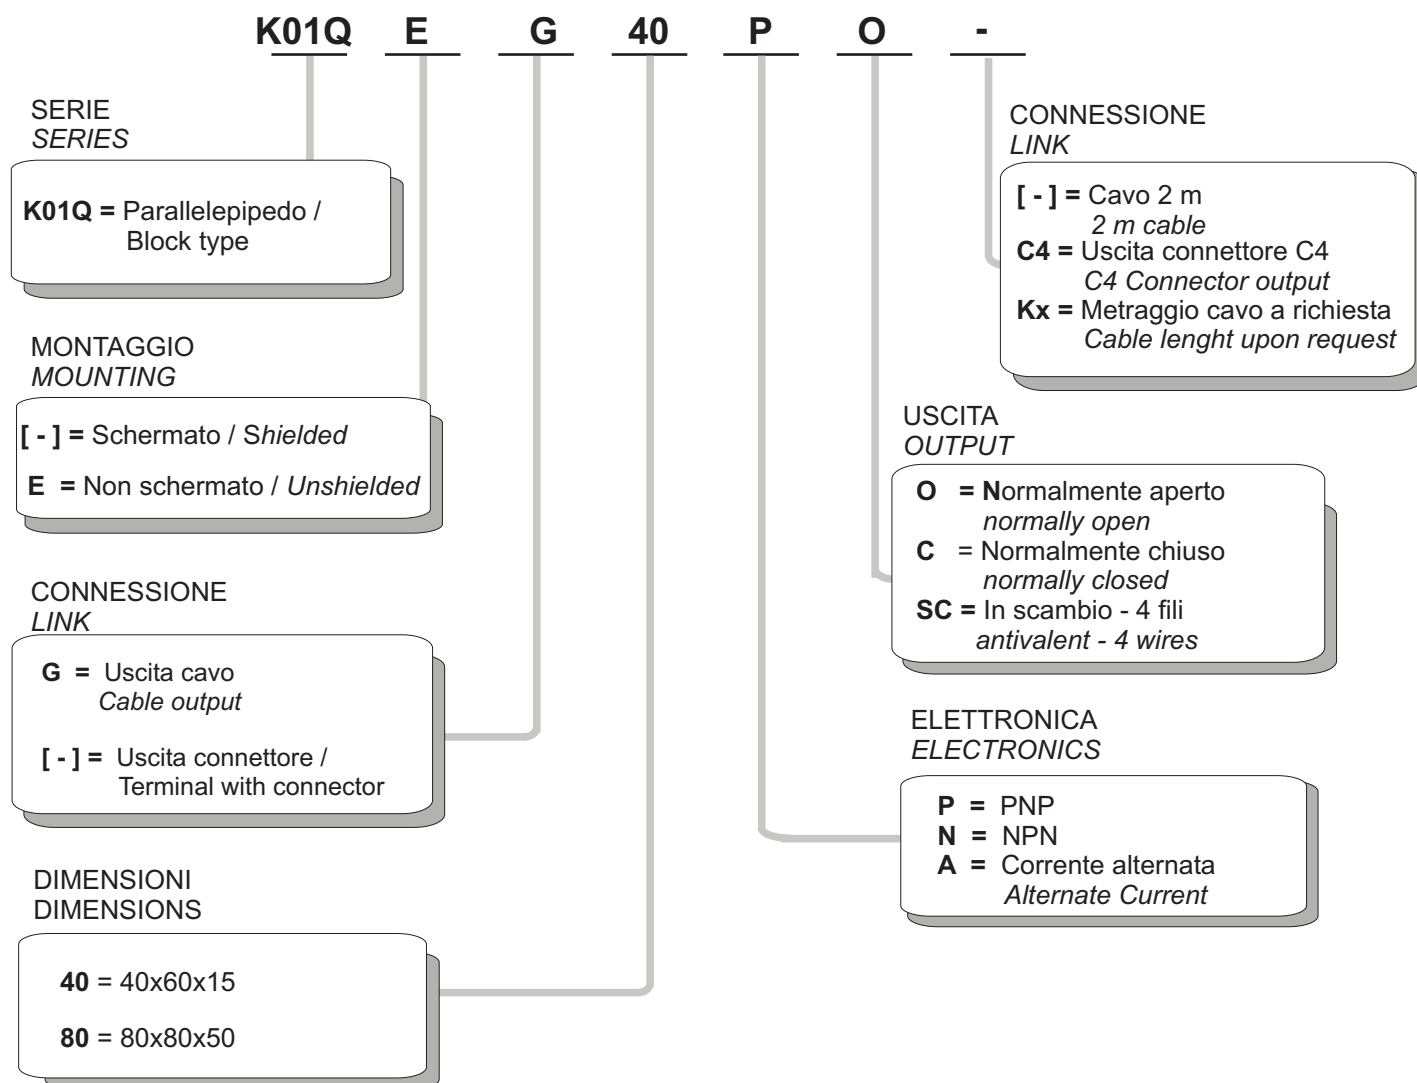 K01Q E G 40 P O -
SERIE
SERIES
K01Q = Parallelepipedo /
Block type
MONTAGGIO
MOUNTING
[ - ] = Schermato / Shielded
E = Non schermato / Unshielded
CONNESSIONE
LINK
G = Uscita cavo
Cable output
[ - ] = Uscita connettore /
Terminal with connector
DIMENSIONI
DIMENSIONS
40 = 40x60x15
80 = 80x80x50
CONNESSIONE
LINK
[ - ] = Cavo 2 m
2 m cable
C4 = Uscita connettore C4
C4 Connector output
Kx = Metraggio cavo a richiesta
Cable lenght upon request
USCITA
OUTPUT
O = Normalmente aperto
normally open
C = Normalmente chiuso
normally closed
SC = In scambio - 4 fili
antivalent - 4 wires
ELETTRONICA
ELECTRONICS
P = PNP
N = NPN
A = Corrente alternata
Alternate Current